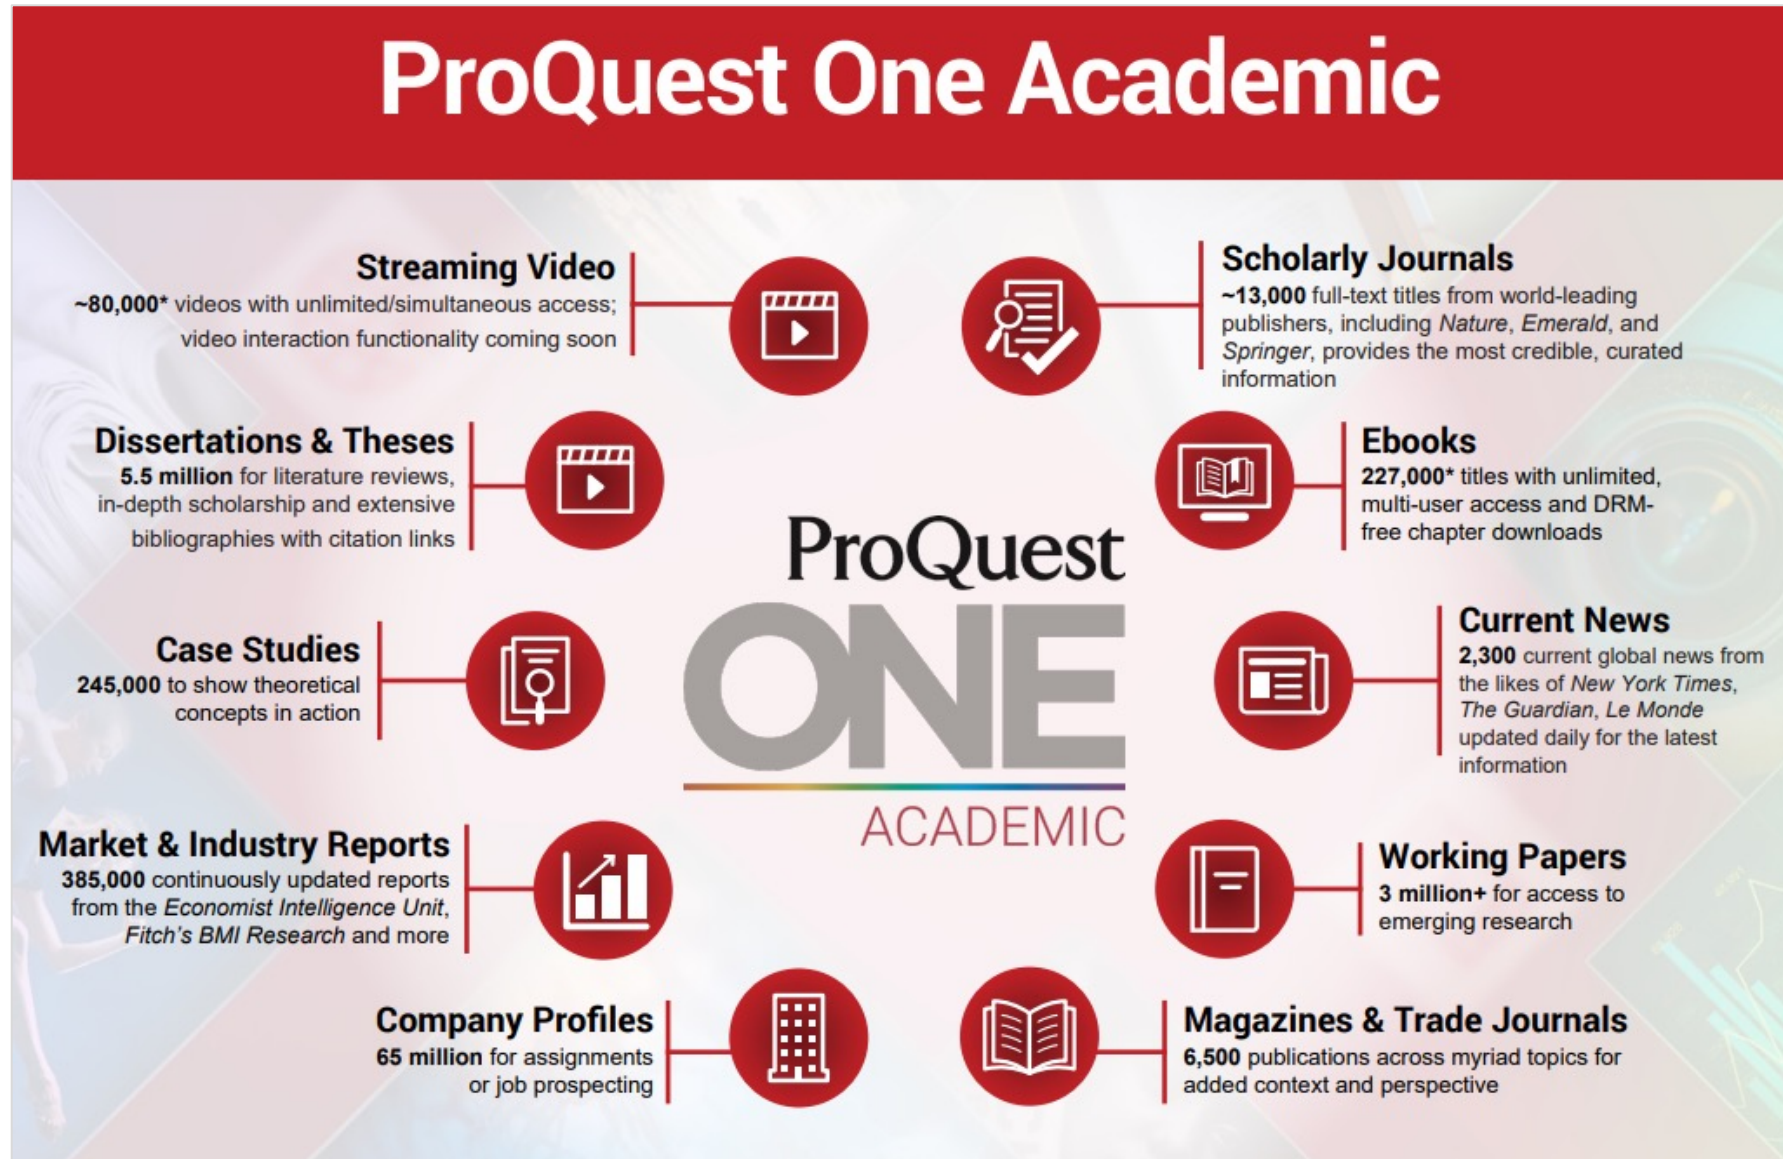 ProQuest One Academic
Streaming Video
~80,000* videos with unlimited/simultaneous access;
video interaction functionality coming soon
Scholarly Journals
~13,000 full-text titles from world-leading
publishers, including Nature, Emerald, and
Springer, provides the most credible, curated
information
Dissertations & Theses
5.5 million for literature reviews,
in-depth scholarship and extensive
bibliographies with citation links
Ebooks
227,000* titles with unlimited,
multi-user access and DRM-
free chapter downloads
ProQuest
ONE
ACADEMIC
Case Studies
245,000 to show theoretical
concepts in action
Current News
2,300 current global news from
the likes of New York Times,
The Guardian, Le Monde
updated daily for the latest
information
Market & Industry Reports
385,000 continuously updated reports
from the Economist Intelligence Unit,
Fitch's BMI Research and more
Working Papers
3 million+ for access to
emerging research
Company Profiles
65 million for assignments
or job prospecting
Magazines & Trade Journals
6,500 publications across myriad topics for
added context and perspective